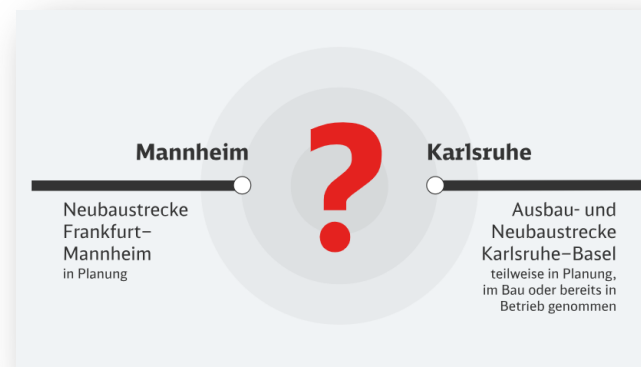 Mannheim
?
Karlsruhe
Neubaustrecke
Frankfurt–
Mannheim
in Planung
Ausbau- und
Neubaustrecke
Karlsruhe–Basel
teilweise in Planung,
im Bau oder bereits in
Betrieb genommen